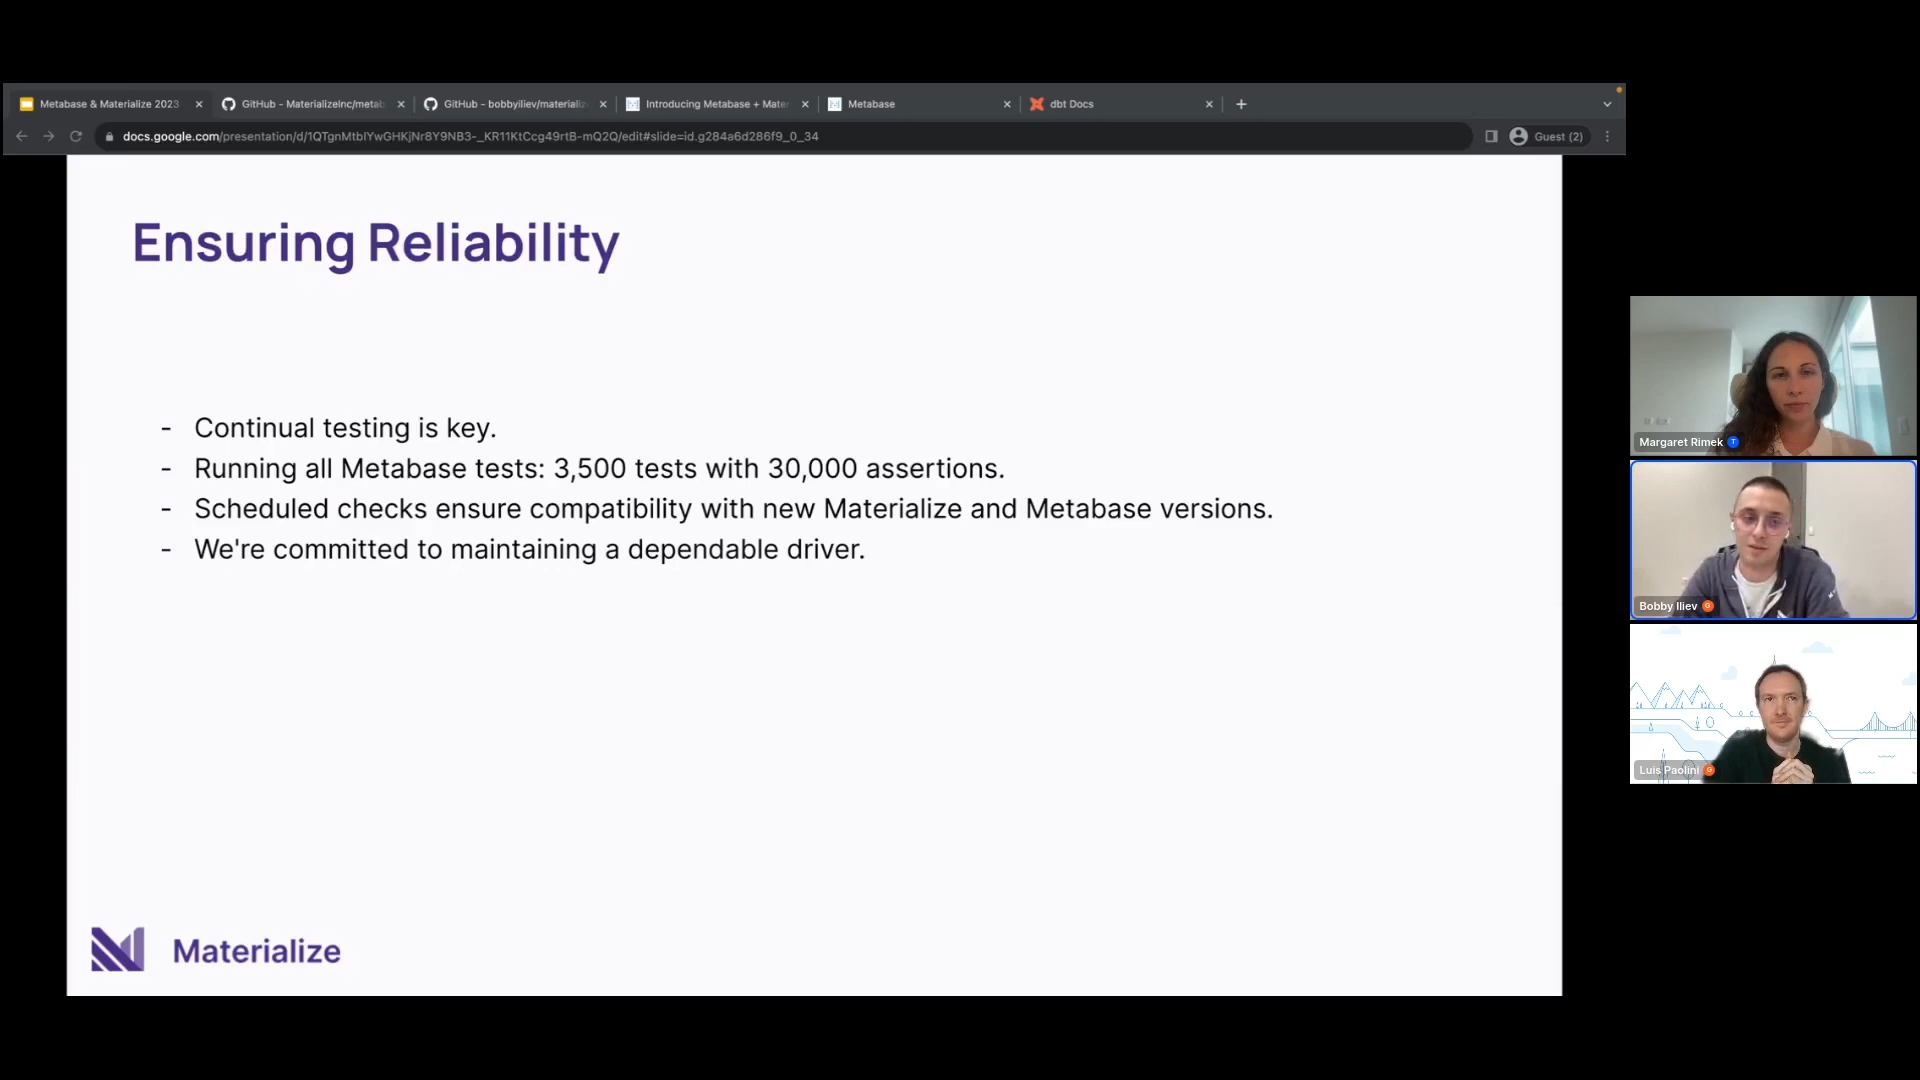 Metabase & Materialize 2023
GitHub - MaterializeInc/metab
GitHub - bobbyiliev/materializ
Introducing Metabase + Mater
Metabase
dbt Docs
docs.google.com/presentation/d/1QTgnMtbIYwGHKjNr8Y9NB3-_KR11KtCcg49rtB-mQ2Q/edit#slide=id.g284a6d286f9_0_34
Guest (2)
Ensuring Reliability
- Continual testing is key.
- Running all Metabase tests: 3,500 tests with 30,000 assertions.
- Scheduled checks ensure compatibility with new Materialize and Metabase versions.
- We're committed to maintaining a dependable driver.
Materialize
Margaret Rimek T
Bobby Iliev G
Luis Paolini G